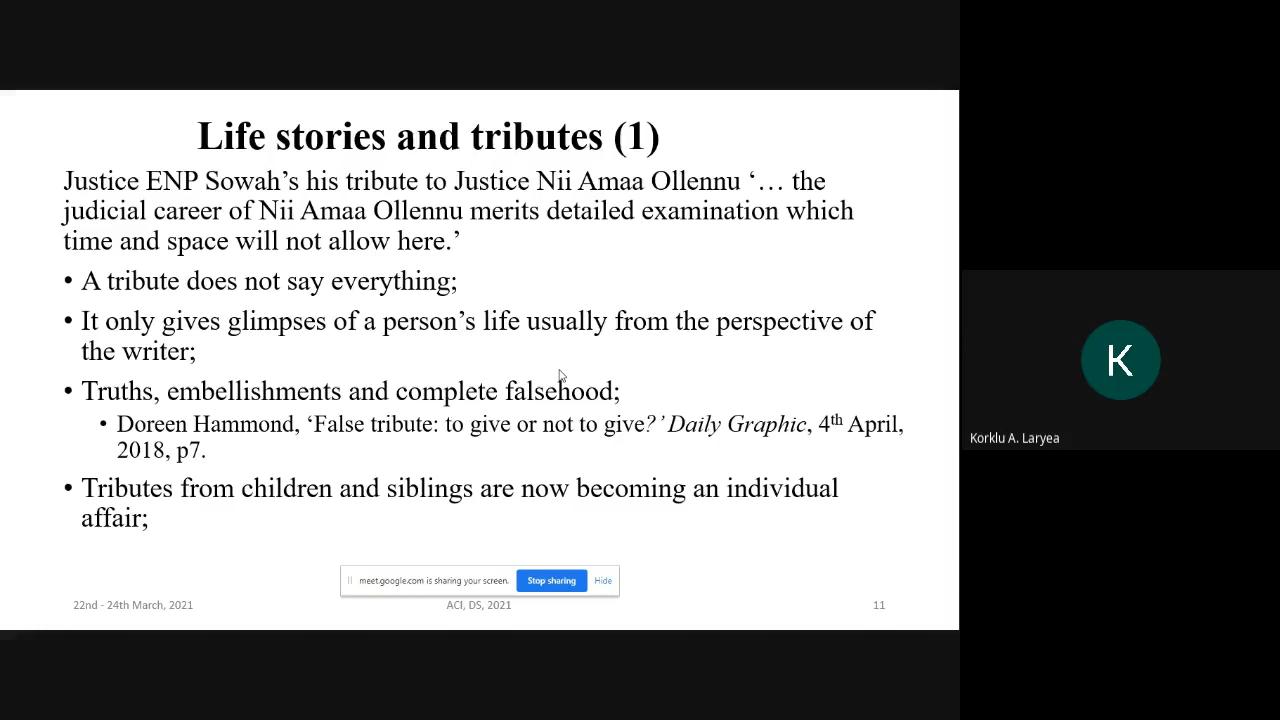 Life stories and tributes (1)
Justice ENP Sowah’s his tribute to Justice Nii Amaa Ollennu ‘… the
judicial career of Nii Amaa Ollennu merits detailed examination which
time and space will not allow here.’
• A tribute does not say everything;
• It only gives glimpses of a person’s life usually from the perspective of
the writer;
• Truths, embellishments and complete falsehood;
• Doreen Hammond, ‘False tribute: to give or not to give?’ Daily Graphic, 4th April,
2018, p7.
• Tributes from children and siblings are now becoming an individual
affair;
meet.google.com is sharing your screen. Stop sharing Hide
22nd - 24th March, 2021 ACI, DS, 2021 11
K
Korklu A. Laryea